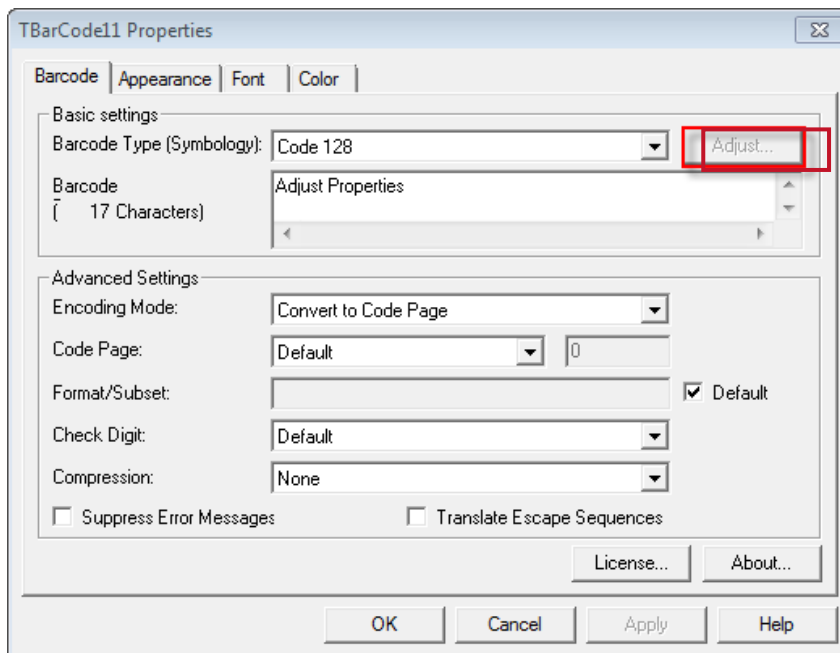 TBarCode11 Properties
Barcode Appearance Font Color
Basic settings
Barcode Type (Symbology): Code 128 Adjust...
Barcode Adjust Properties
( 17 Characters)
Advanced Settings
Encoding Mode: Convert to Code Page
Code Page: Default 0
Format/Subset: Default
Check Digit: Default
Compression: None
Suppress Error Messages Translate Escape Sequences
License... About...
OK Cancel Apply Help